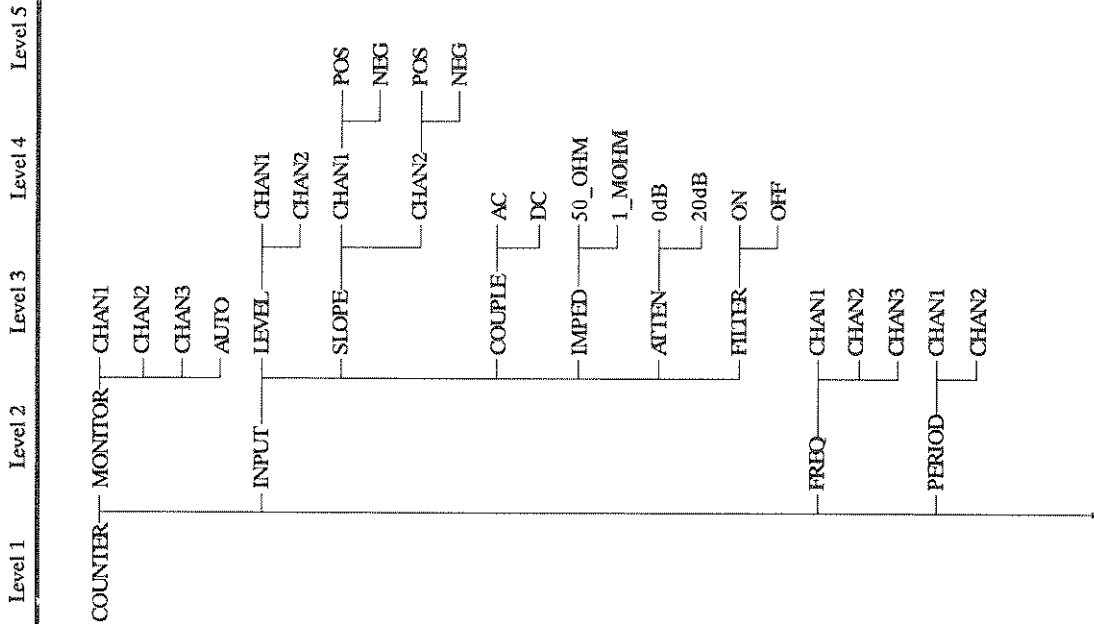 Level 1 Level 2 Level 3 Level 4 Level 5
COUNTER MONITOR CHAN1
CHAN2
CHAN3
AUTO
INPUT LEVEL CHAN1
CHAN2
SLOPE CHAN1 POS
NEG
CHAN2 POS
NEG
COUPLE AC
DC
IMPED 50_OHM
1_MOHM
ATTEN 0dB
20dB
FILTER ON
OFF
FREQ CHAN1
CHAN2
CHAN3
PERIOD CHAN1
CHAN2